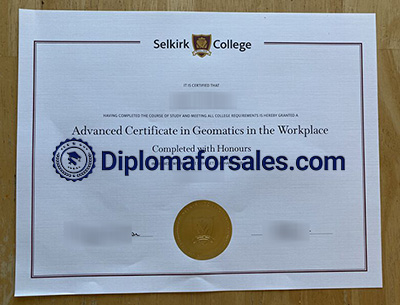 Selkirk College
IT IS CERTIFIED THAT
HAVING COMPLETED THE COURSE OF STUDY AND MEETING ALL COLLEGE REQUIREMENTS IS HEREBY GRANTED A
Advanced Certificate in Geomatics in the Workplace
Completed with Honours
Diplomaforsales.com